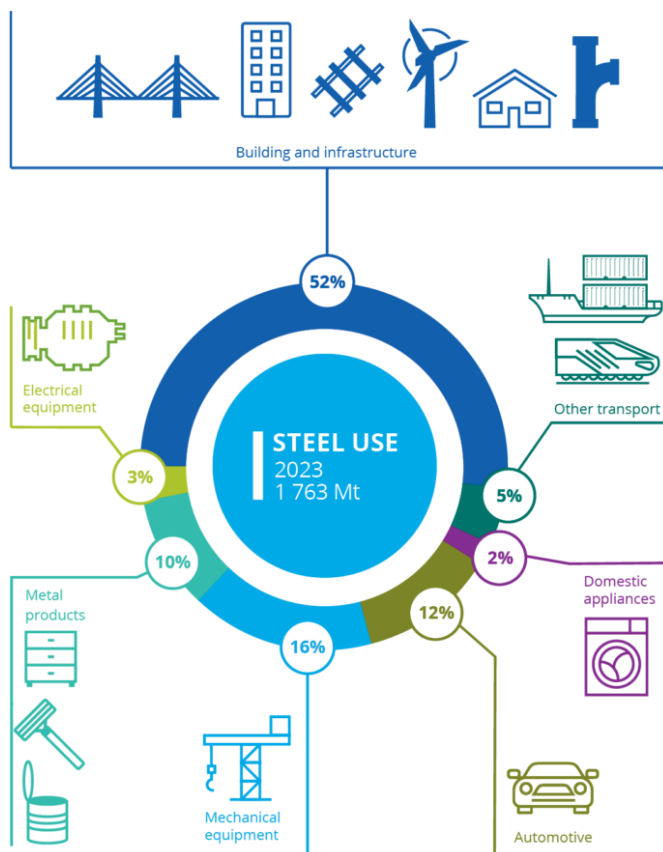 Building and infrastructure
52%
Electrical
equipment
Other transport
STEEL USE
2023
1 763 Mt
3%
5%
10%
2%
Metal
products
Domestic
appliances
12%
16%
Mechanical
equipment
Automotive